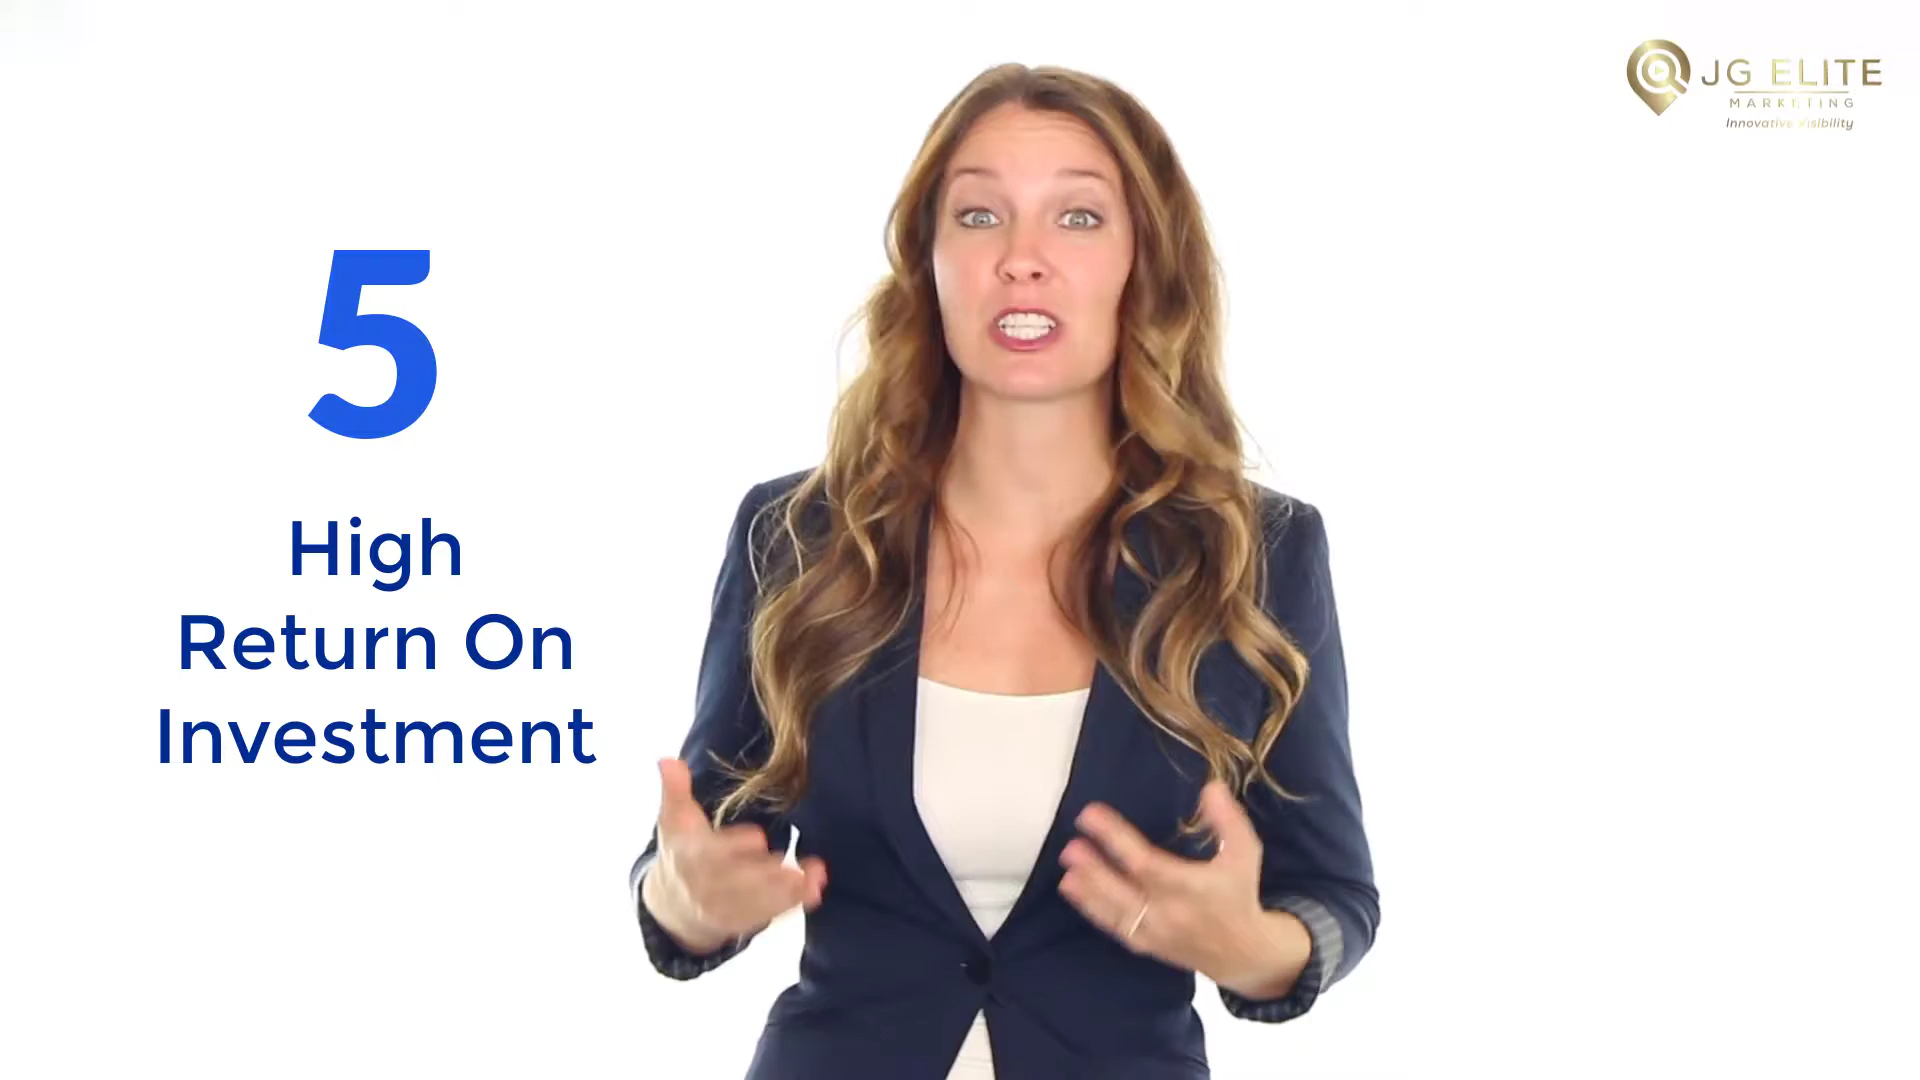 JG ELITE
MARKETING
Innovative Visibility
5
High
Return On
Investment